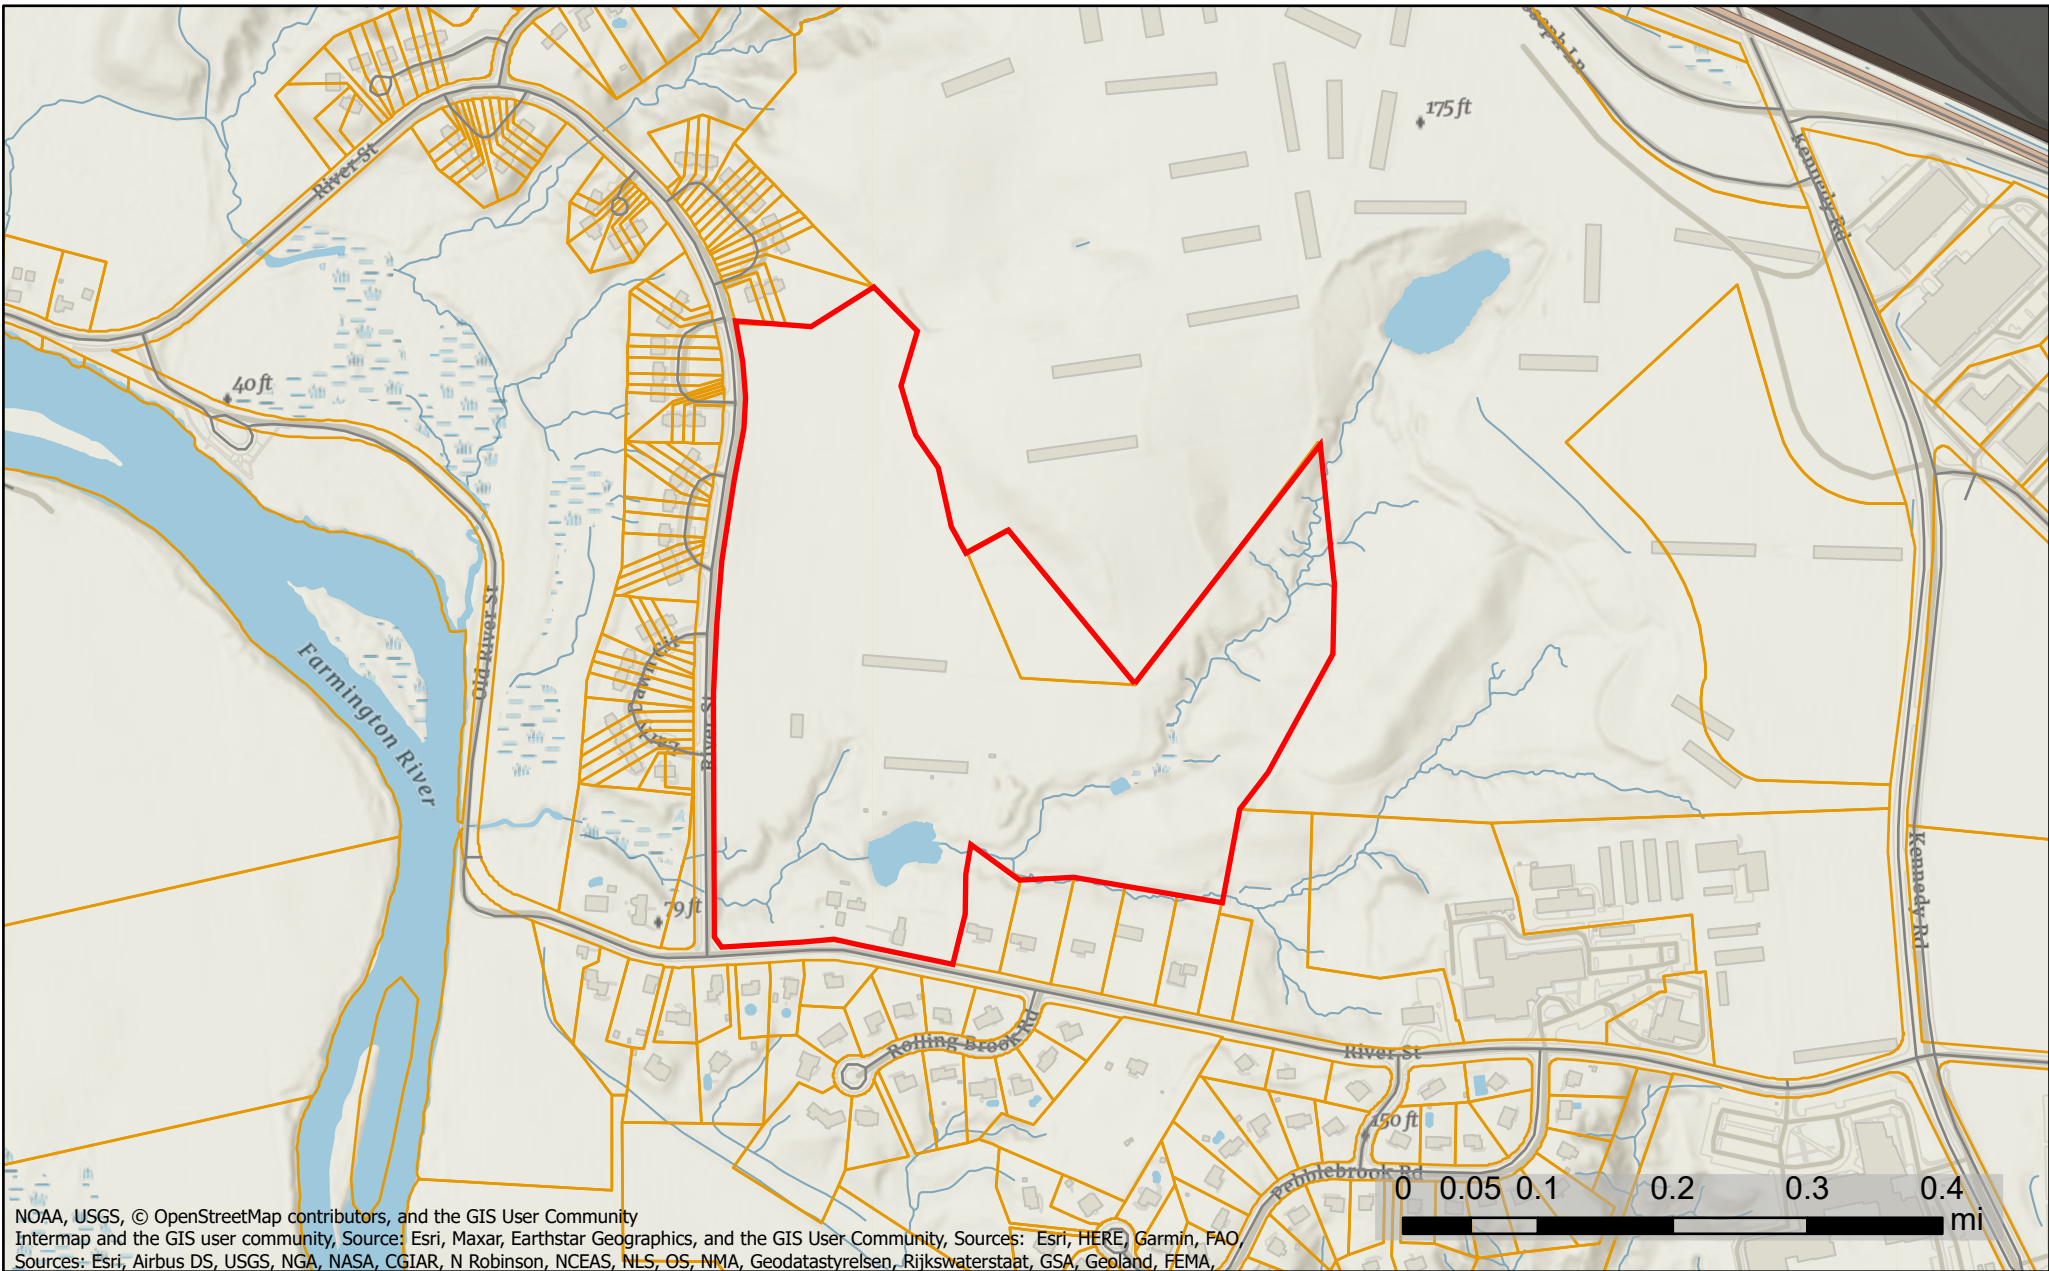 Joseph Ln
175 ft
Kennedy Rd
River St
40 ft
Old River St
Farmington River
Dawn Cir
River St
79 ft
Kennedy Rd
Rolling Brook Rd
River St
150 ft
Pebblebrook Rd
0 0.05 0.1 0.2 0.3 0.4
mi
NOAA, USGS, © OpenStreetMap contributors, and the GIS User Community
Intermap and the GIS user community, Source: Esri, Maxar, Earthstar Geographics, and the GIS User Community, Sources: Esri, HERE, Garmin, FAO,
Sources: Esri, Airbus DS, USGS, NGA, NASA, CGIAR, N Robinson, NCEAS, NLS, OS, NMA, Geodatastyrelsen, Rijkswaterstaat, GSA, Geoland, FEMA,